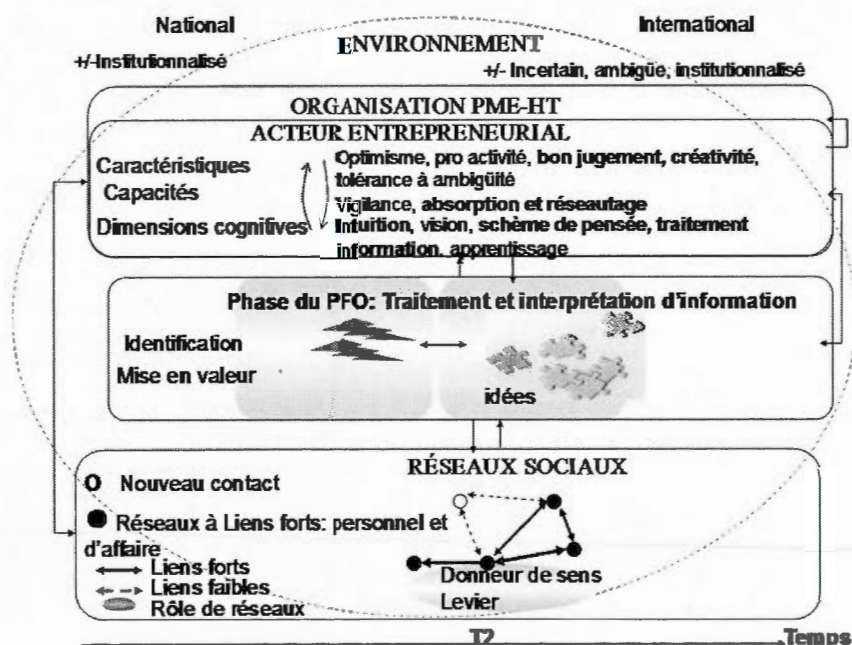 National
International
ENVIRONNEMENT
+/-Institutionnalisé
+/- Incertain, ambigüe, institutionnalisé
ORGANISATION PME-HT
ACTEUR ENTREPRENEURIAL
Caractéristiques
Optimisme, pro activité, bon jugement, créativité,
tolérance à ambigüité
Capacités
Vigilance, absorption et réseautage
Dimensions cognitives
Intuition, vision, schème de pensée, traitement
information, apprentissage
Phase du PFO: Traitement et interprétation d'information
Identification
Mise en valeur
idées
RÉSEAUX SOCIAUX
Nouveau contact
Réseaux à Liens forts: personnel et
d'affaire
Liens forts
Liens faibles
Rôle de réseaux
Donneur de sens
Levier
T2
Temps